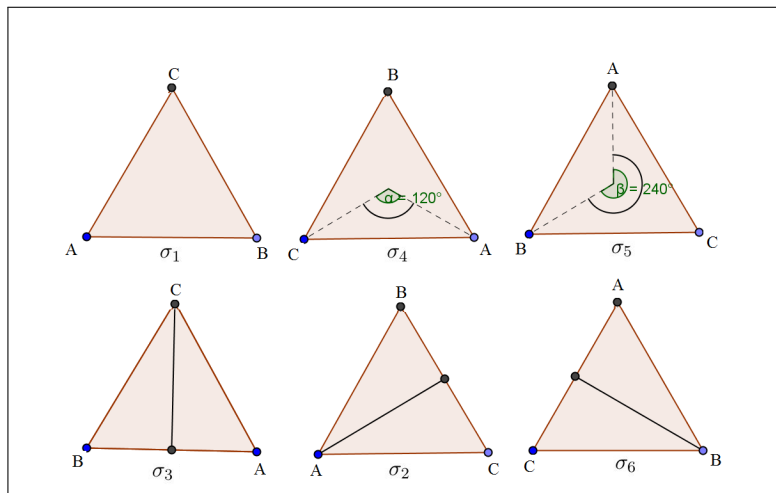 C B A
α = 120° β = 240°
A B C A B C
σ₁ σ₄ σ₅
C B A
B A A C C B
σ₃ σ₂ σ₆